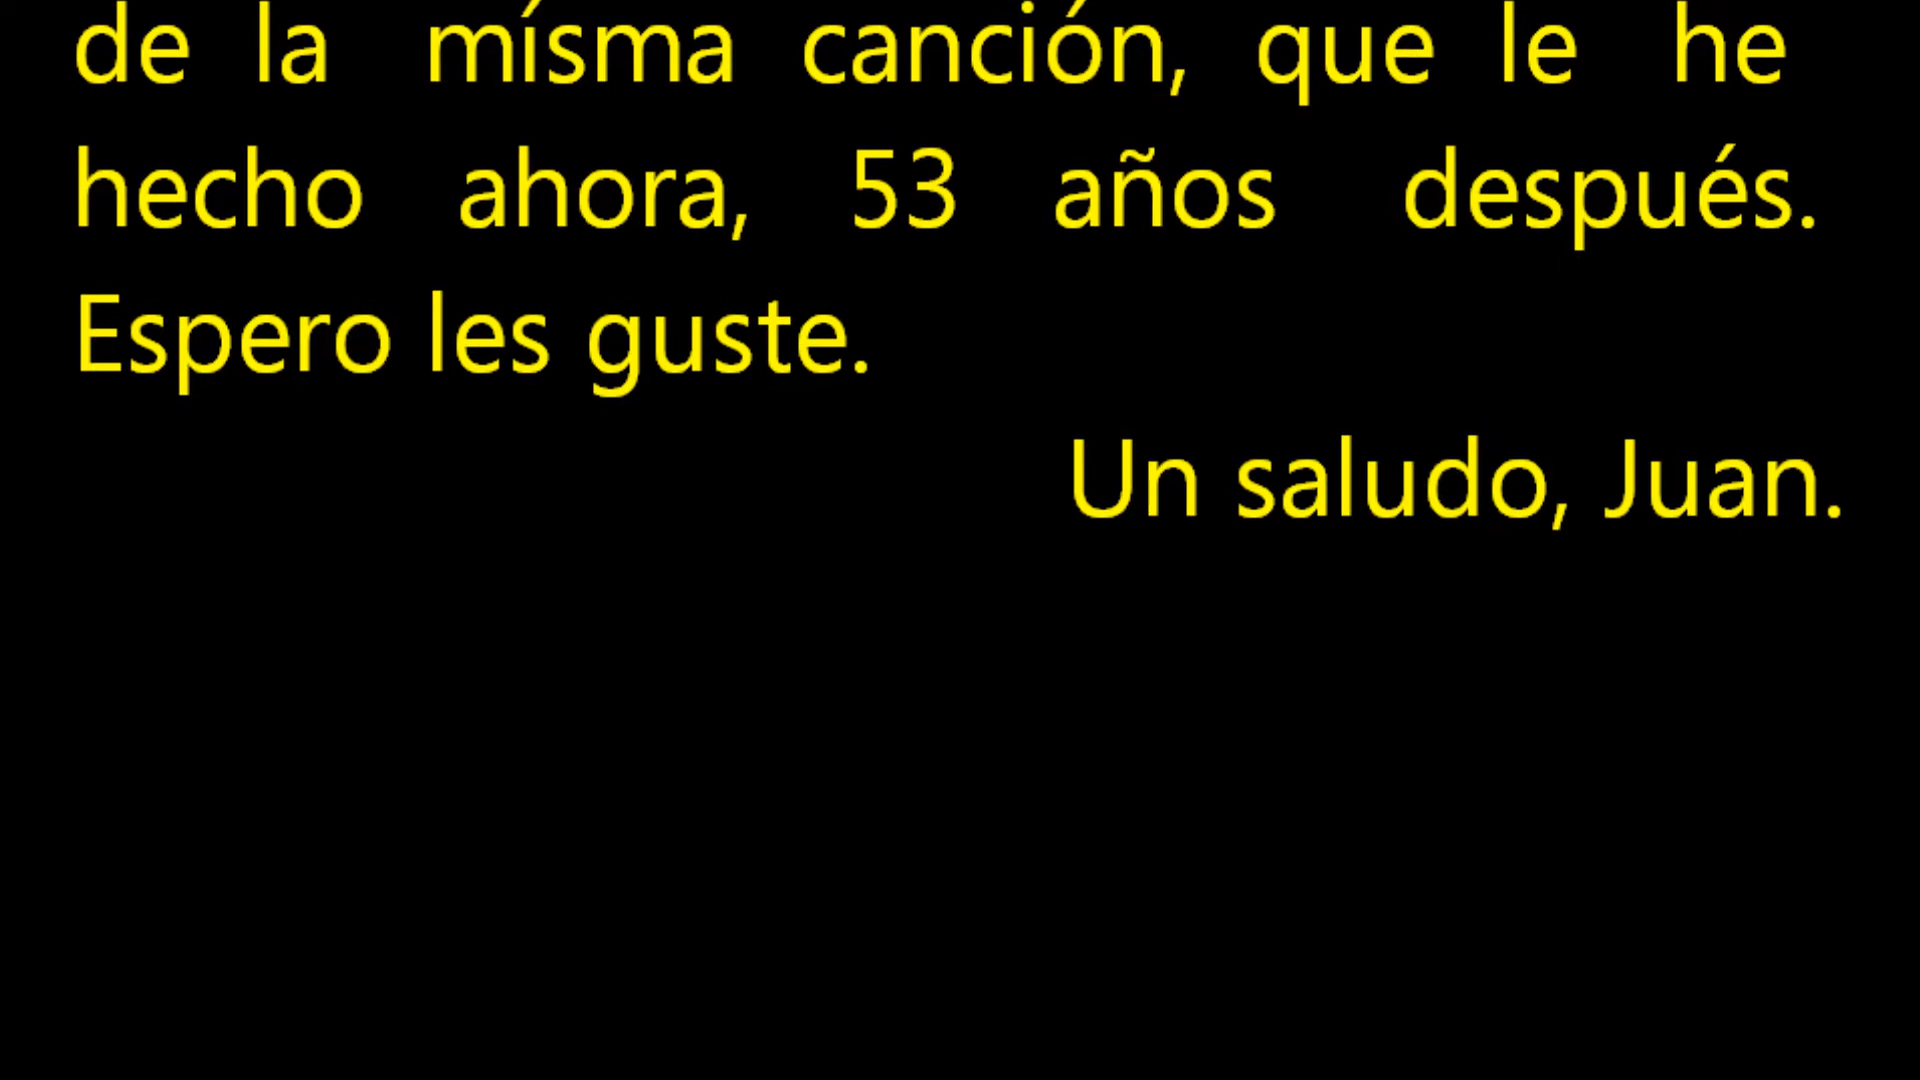 de la mísma canción, que le he
hecho ahora, 53 años después.
Espero les guste.
Un saludo, Juan.